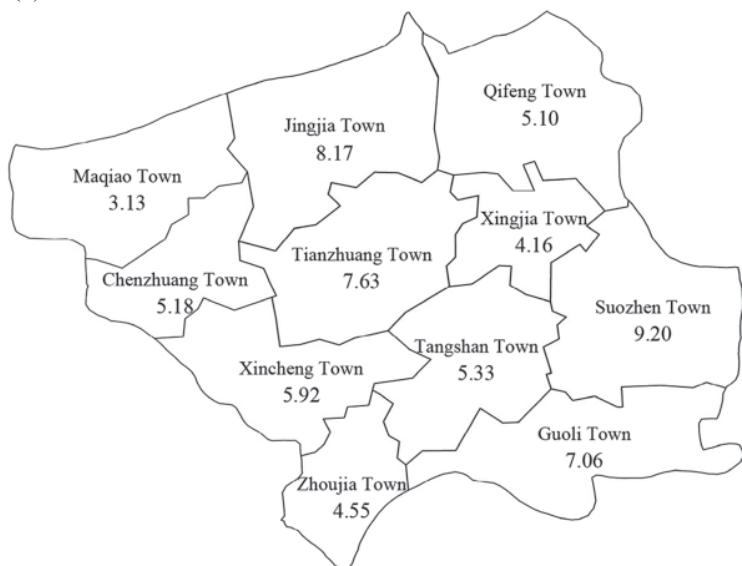 Qifeng Town
5.10
Jingjia Town
8.17
Maqiao Town
3.13
Xingjia Town
4.16
Tianzhuang Town
7.63
Chenzhuang Town
5.18
Suozhen Town
9.20
Tangshan Town
5.33
Xincheng Town
5.92
Guoli Town
7.06
Zhoujia Town
4.55